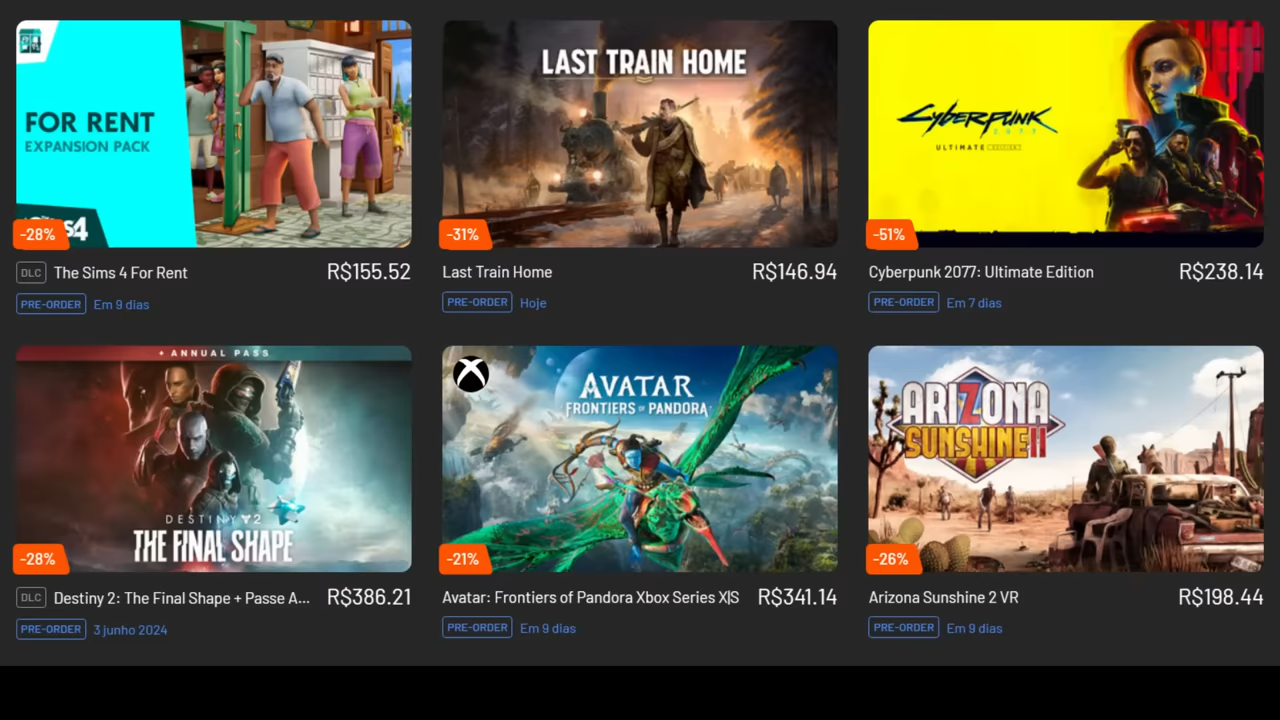 FOR RENT
EXPANSION PACK
S4
-28%
DLC The Sims 4 For Rent R$155.52
PRE-ORDER Em 9 dias
LAST TRAIN HOME
-31%
Last Train Home R$146.94
PRE-ORDER Hoje
CYBERPUNK
2077
ULTIMATE EDITION
-51%
Cyberpunk 2077: Ultimate Edition R$238.14
PRE-ORDER Em 7 dias
+ ANNUAL PASS
DESTINY 2
THE FINAL SHAPE
-28%
DLC Destiny 2: The Final Shape + Passe A... R$386.21
PRE-ORDER 3 junho 2024
AVATAR
FRONTIERS OF PANDORA
-21%
Avatar: Frontiers of Pandora Xbox Series X|S R$341.14
PRE-ORDER Em 9 dias
ARIZONA
SUNSHINE II
-26%
Arizona Sunshine 2 VR R$198.44
PRE-ORDER Em 9 dias